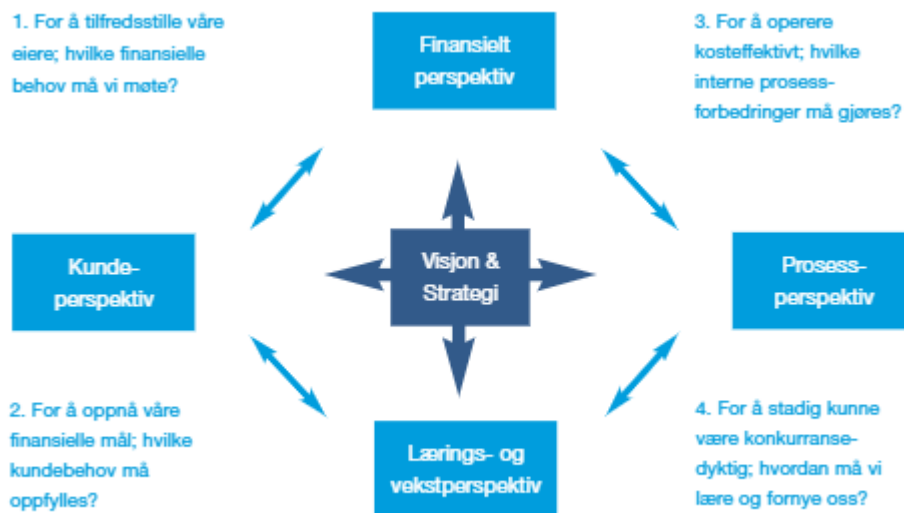 1. For å tilfredsstille våre
eiere; hvilke finansielle
behov må vi møte?
Finansielt
perspektiv
3. For å operere
kosteffektivt; hvilke
interne prosess-
forbedringer må gjøres?
Kunde-
perspektiv
Visjon &
Strategi
Prosess-
perspektiv
2. For å oppnå våre
finansielle mål; hvilke
kundebehov må
oppfylles?
Lærings- og
vekstperspektiv
4. For å stadig kunne
være konkurranse-
dyktig; hvordan må vi
lære og fornye oss?